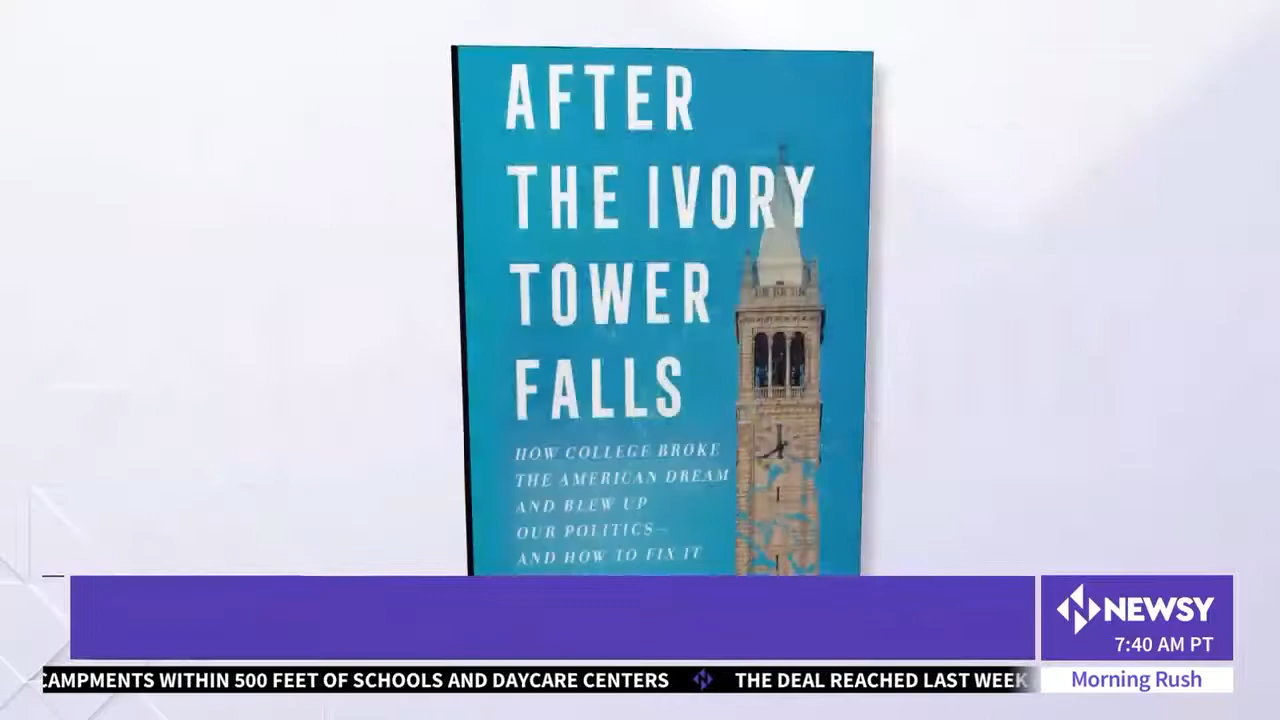 AFTER
THE IVORY
TOWER
FALLS
HOW COLLEGE BROKE
THE AMERICAN DREAM
AND BLEW UP
OUR POLITICS—
AND HOW TO FIX IT
NEWSY
7:40 AM PT
CAMPMENTS WITHIN 500 FEET OF SCHOOLS AND DAYCARE CENTERS THE DEAL REACHED LAST WEEK
Morning Rush